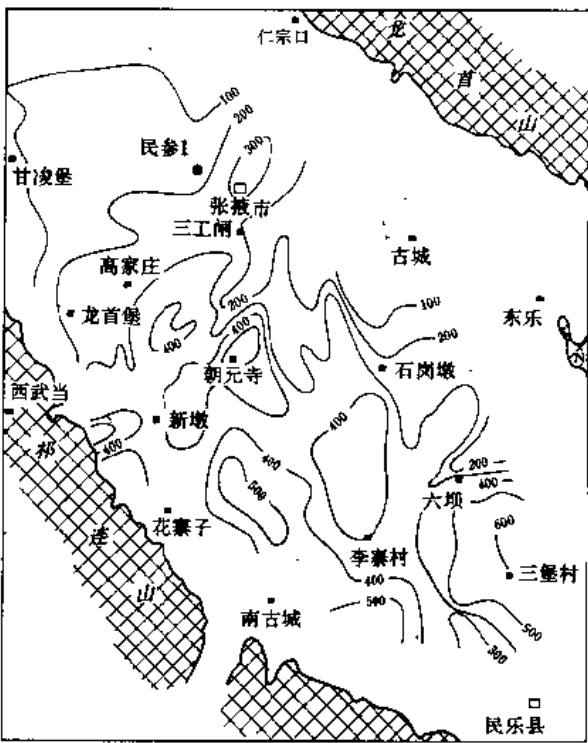 仁宗口
龙
首
山
100
200
300
民参1
甘凌堡
张掖市
三工闸
古城
高家庄
龙首堡
200
400
100
东乐
200
400
朝元寺
石岗墩
西武当
祁
连
山
新墩
400
400
400
500
200
400
六坝
花寨子
600
李寨村
三堡村
400
500
南古城
500
300
民乐县